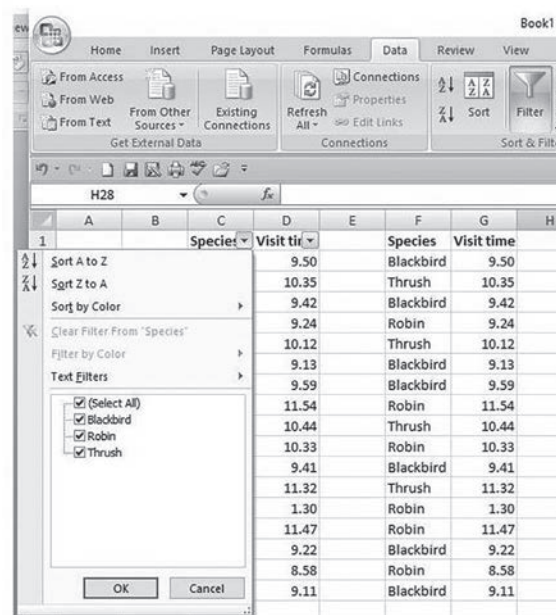 Book1
Home Insert Page Layout Formulas Data Review View
From Access
From Web
From Text
From Other Sources
Existing Connections
Get External Data
Refresh All
Connections
Properties
Edit Links
Connections
Sort
Filter
Sort & Filt
H28 fx
A B C D E F G H
1 Species Visit tir Species Visit time
Sort A to Z
Sort Z to A
Sort by Color
Clear Filter From "Species"
Filter by Color
Text Filters
(Select All)
Blackbird
Robin
Thrush
OK Cancel
9.50 Blackbird 9.50
10.35 Thrush 10.35
9.42 Blackbird 9.42
9.24 Robin 9.24
10.12 Thrush 10.12
9.13 Blackbird 9.13
9.59 Blackbird 9.59
11.54 Robin 11.54
10.44 Thrush 10.44
10.33 Robin 10.33
9.41 Blackbird 9.41
11.32 Thrush 11.32
1.30 Robin 1.30
11.47 Robin 11.47
9.22 Blackbird 9.22
8.58 Robin 8.58
9.11 Blackbird 9.11